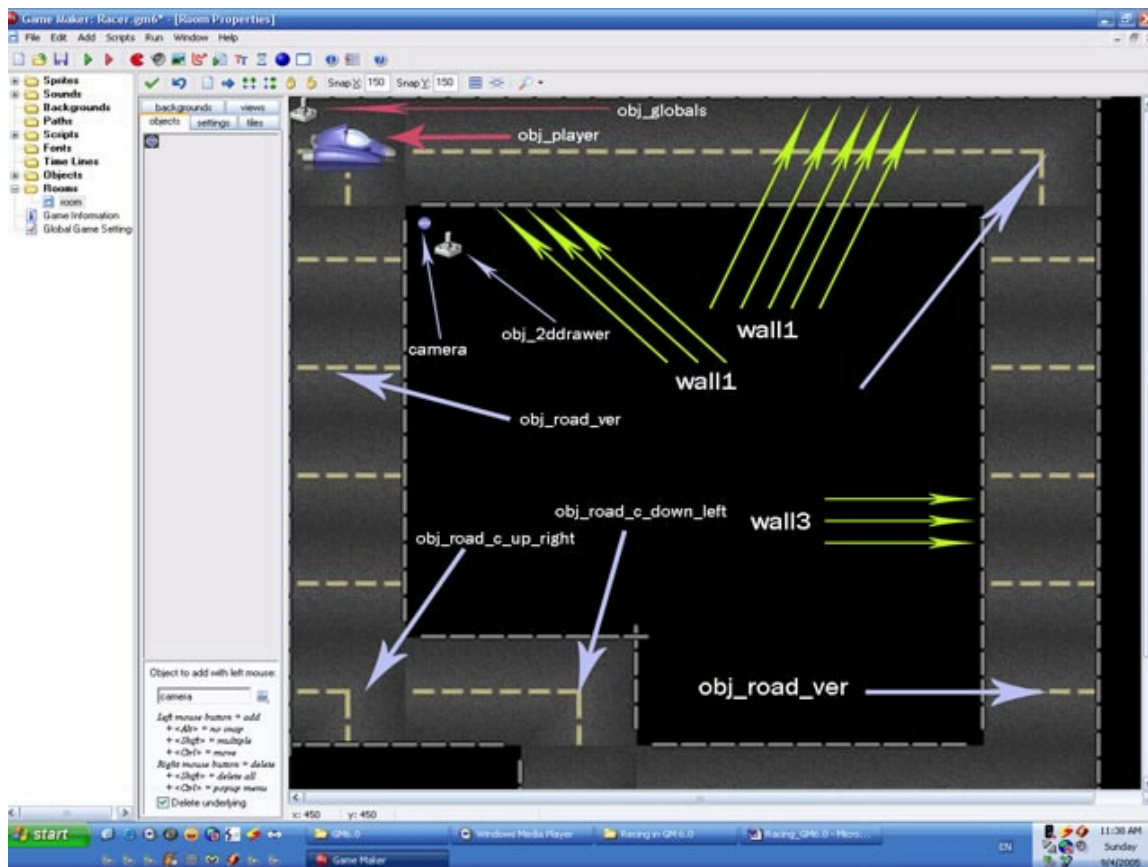 Game Maker: Racer.gm6* - [Room Properties]
File Edit Add Scripts Run Window Help
Sprites
Sounds
Backgrounds
Paths
Scripts
Fonts
Time Lines
Objects
Rooms
room
Game Information
Global Game Setting
Snap X: 150 Snap Y: 150
backgrounds views
objects settings tiles
Object to add with left mouse:
camera
Left mouse button = add
+ <Alt> = no snap
+ <Shift> = multiple
+ <Ctrl> = move
Right mouse button = delete
+ <Shift> = delete all
+ <Ctrl> = popup menu
Delete underlying
obj_globals
obj_player
wall1
obj_2ddrawer
camera
wall1
obj_road_ver
obj_road_c_down_left
wall3
obj_road_c_up_right
obj_road_ver
x: 450 y: 450
start
GM6.0
Windows Media Player
Racing in GM 6.0
Racing_GM6.0 - Micro...
Game Maker
EN
11:38 AM
Sunday